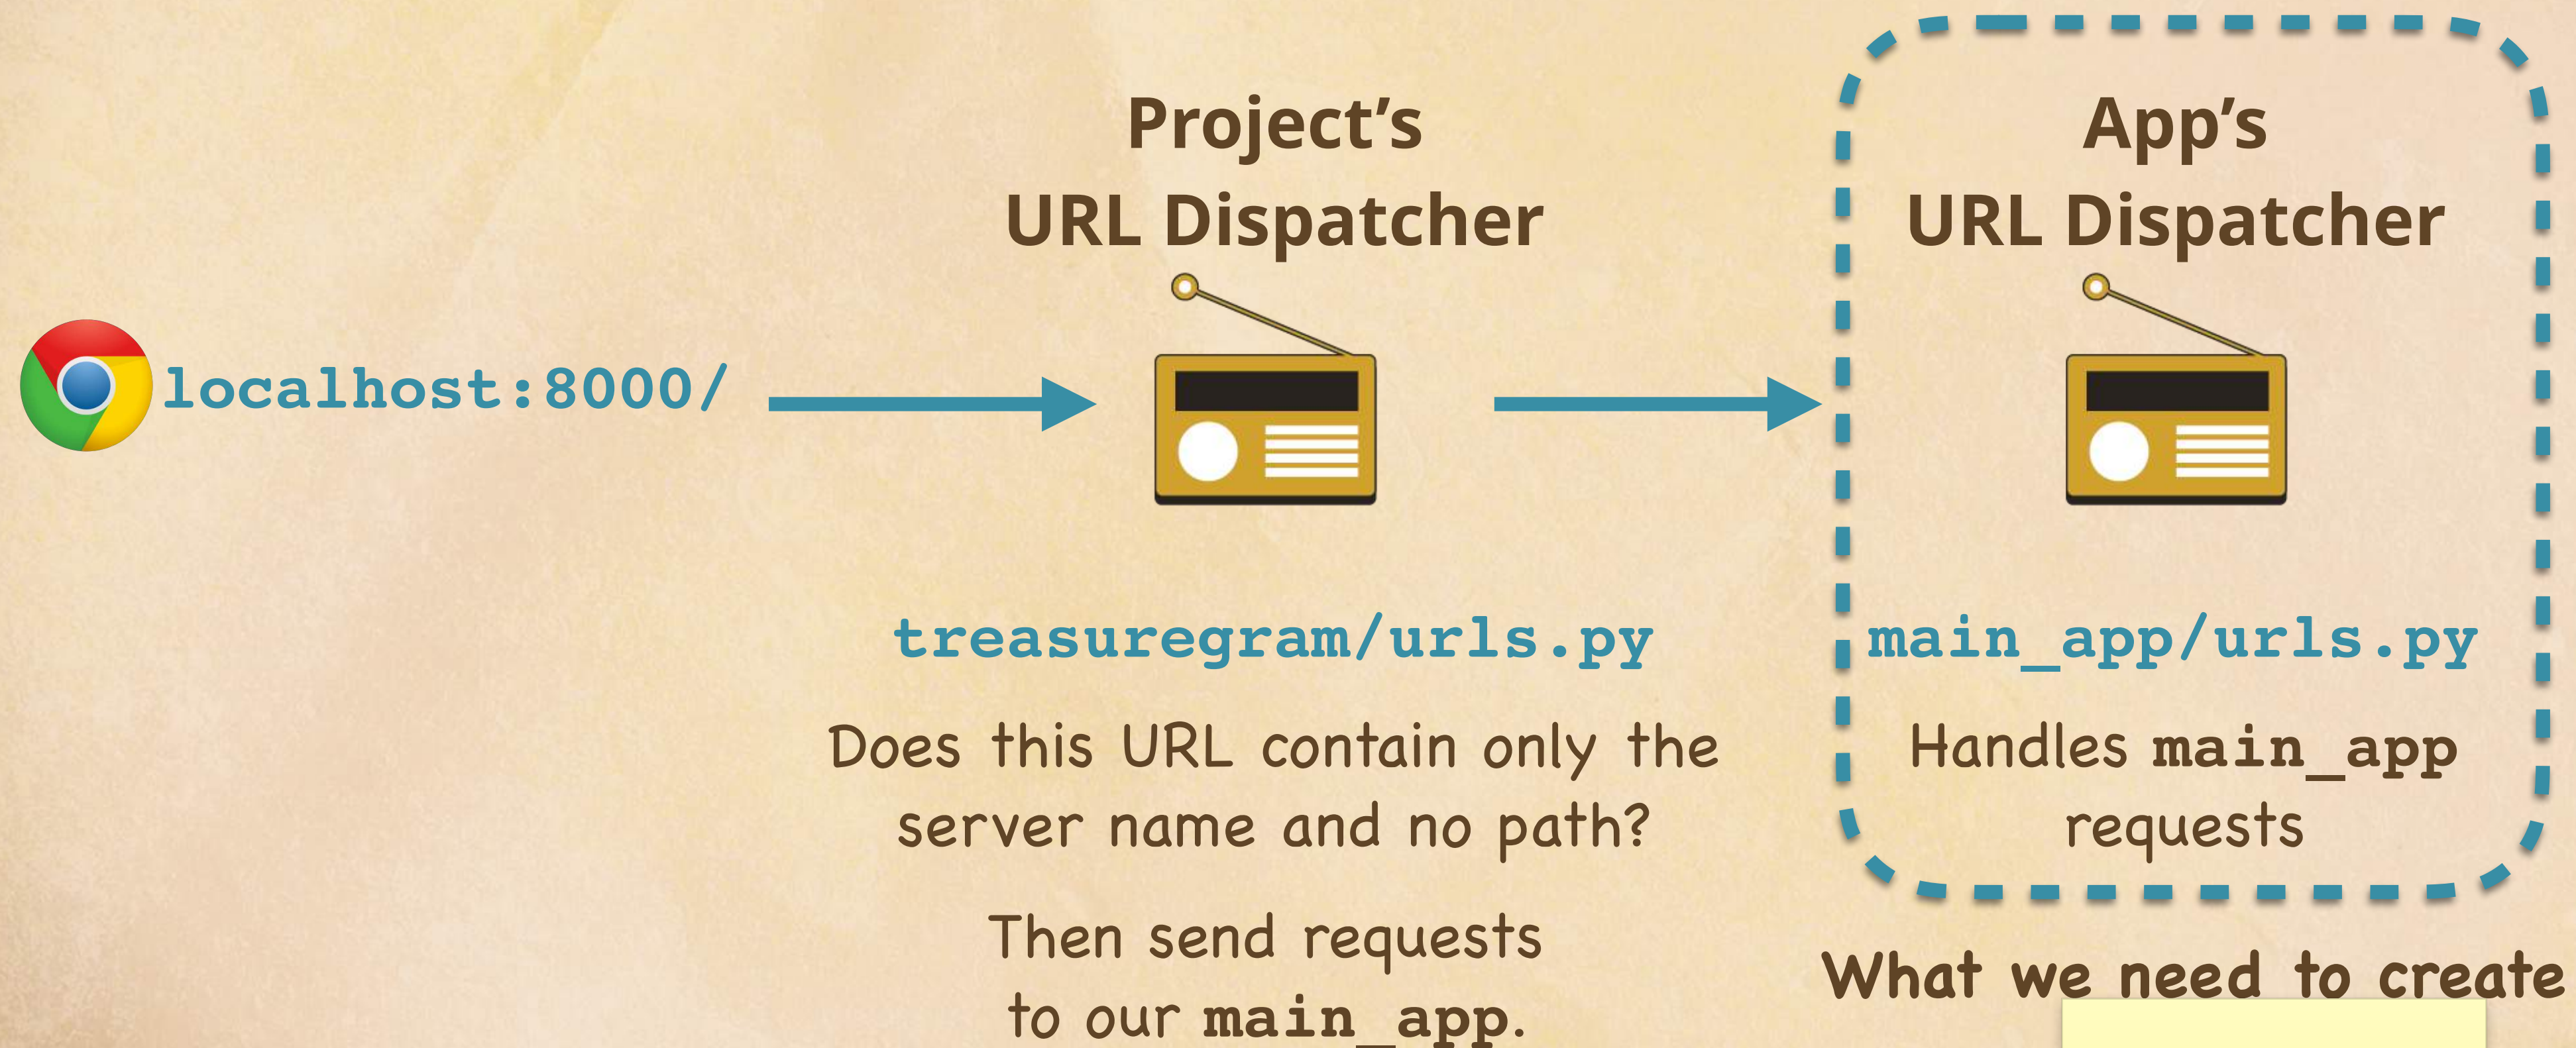 localhost:8000/
Project’s
URL Dispatcher
treasuregram/urls.py
Does this URL contain only the
server name and no path?
Then send requests
to our main_app.
App’s
URL Dispatcher
main_app/urls.py
Handles main_app
requests
What we need to create